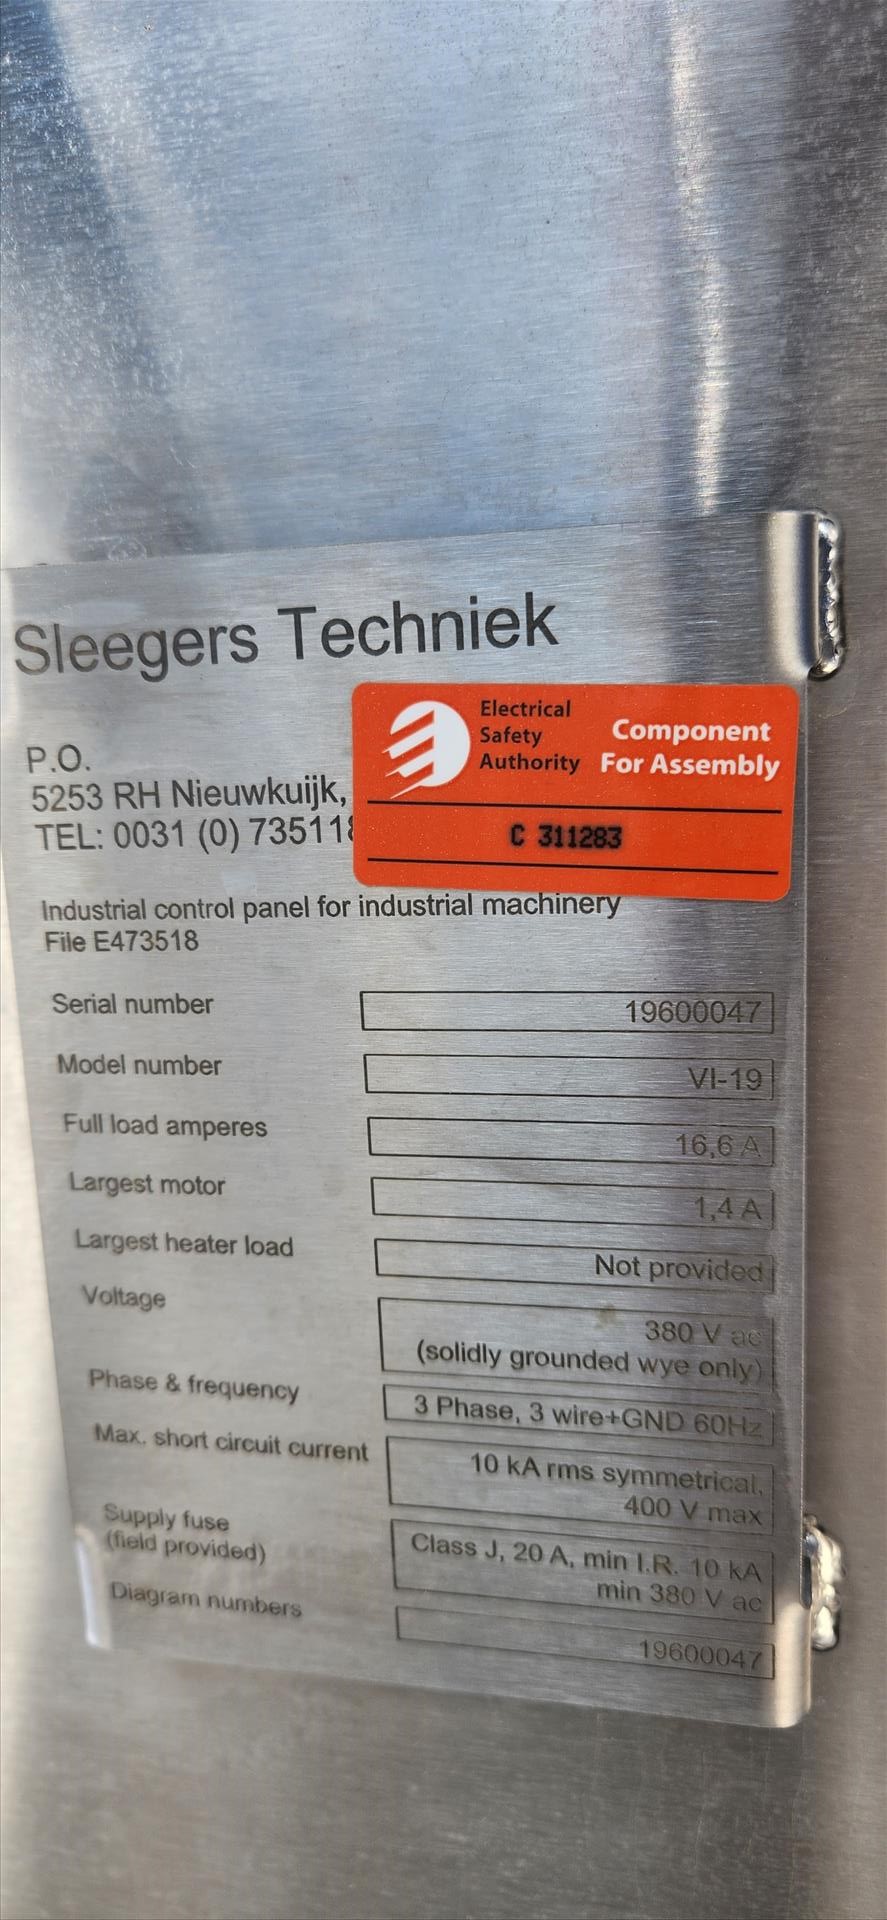 Sleegers Techniek
Electrical
Safety
Authority
Component
For Assembly
C 311283
P.O.
5253 RH Nieuwkuijk,
TEL: 0031 (0) 73511
Industrial control panel for industrial machinery
File E473518
Serial number 19600047
Model number VI-19
Full load amperes 16,6 A
Largest motor 1,4 A
Largest heater load Not provided
Voltage 380 V ac
(solidly grounded wye only)
Phase & frequency 3 Phase, 3 wire+GND 60Hz
Max. short circuit current 10 kA rms symmetrical,
400 V max
Supply fuse
(field provided)
Class J, 20 A, min I.R. 10 kA
min 380 V ac
Diagram numbers 19600047